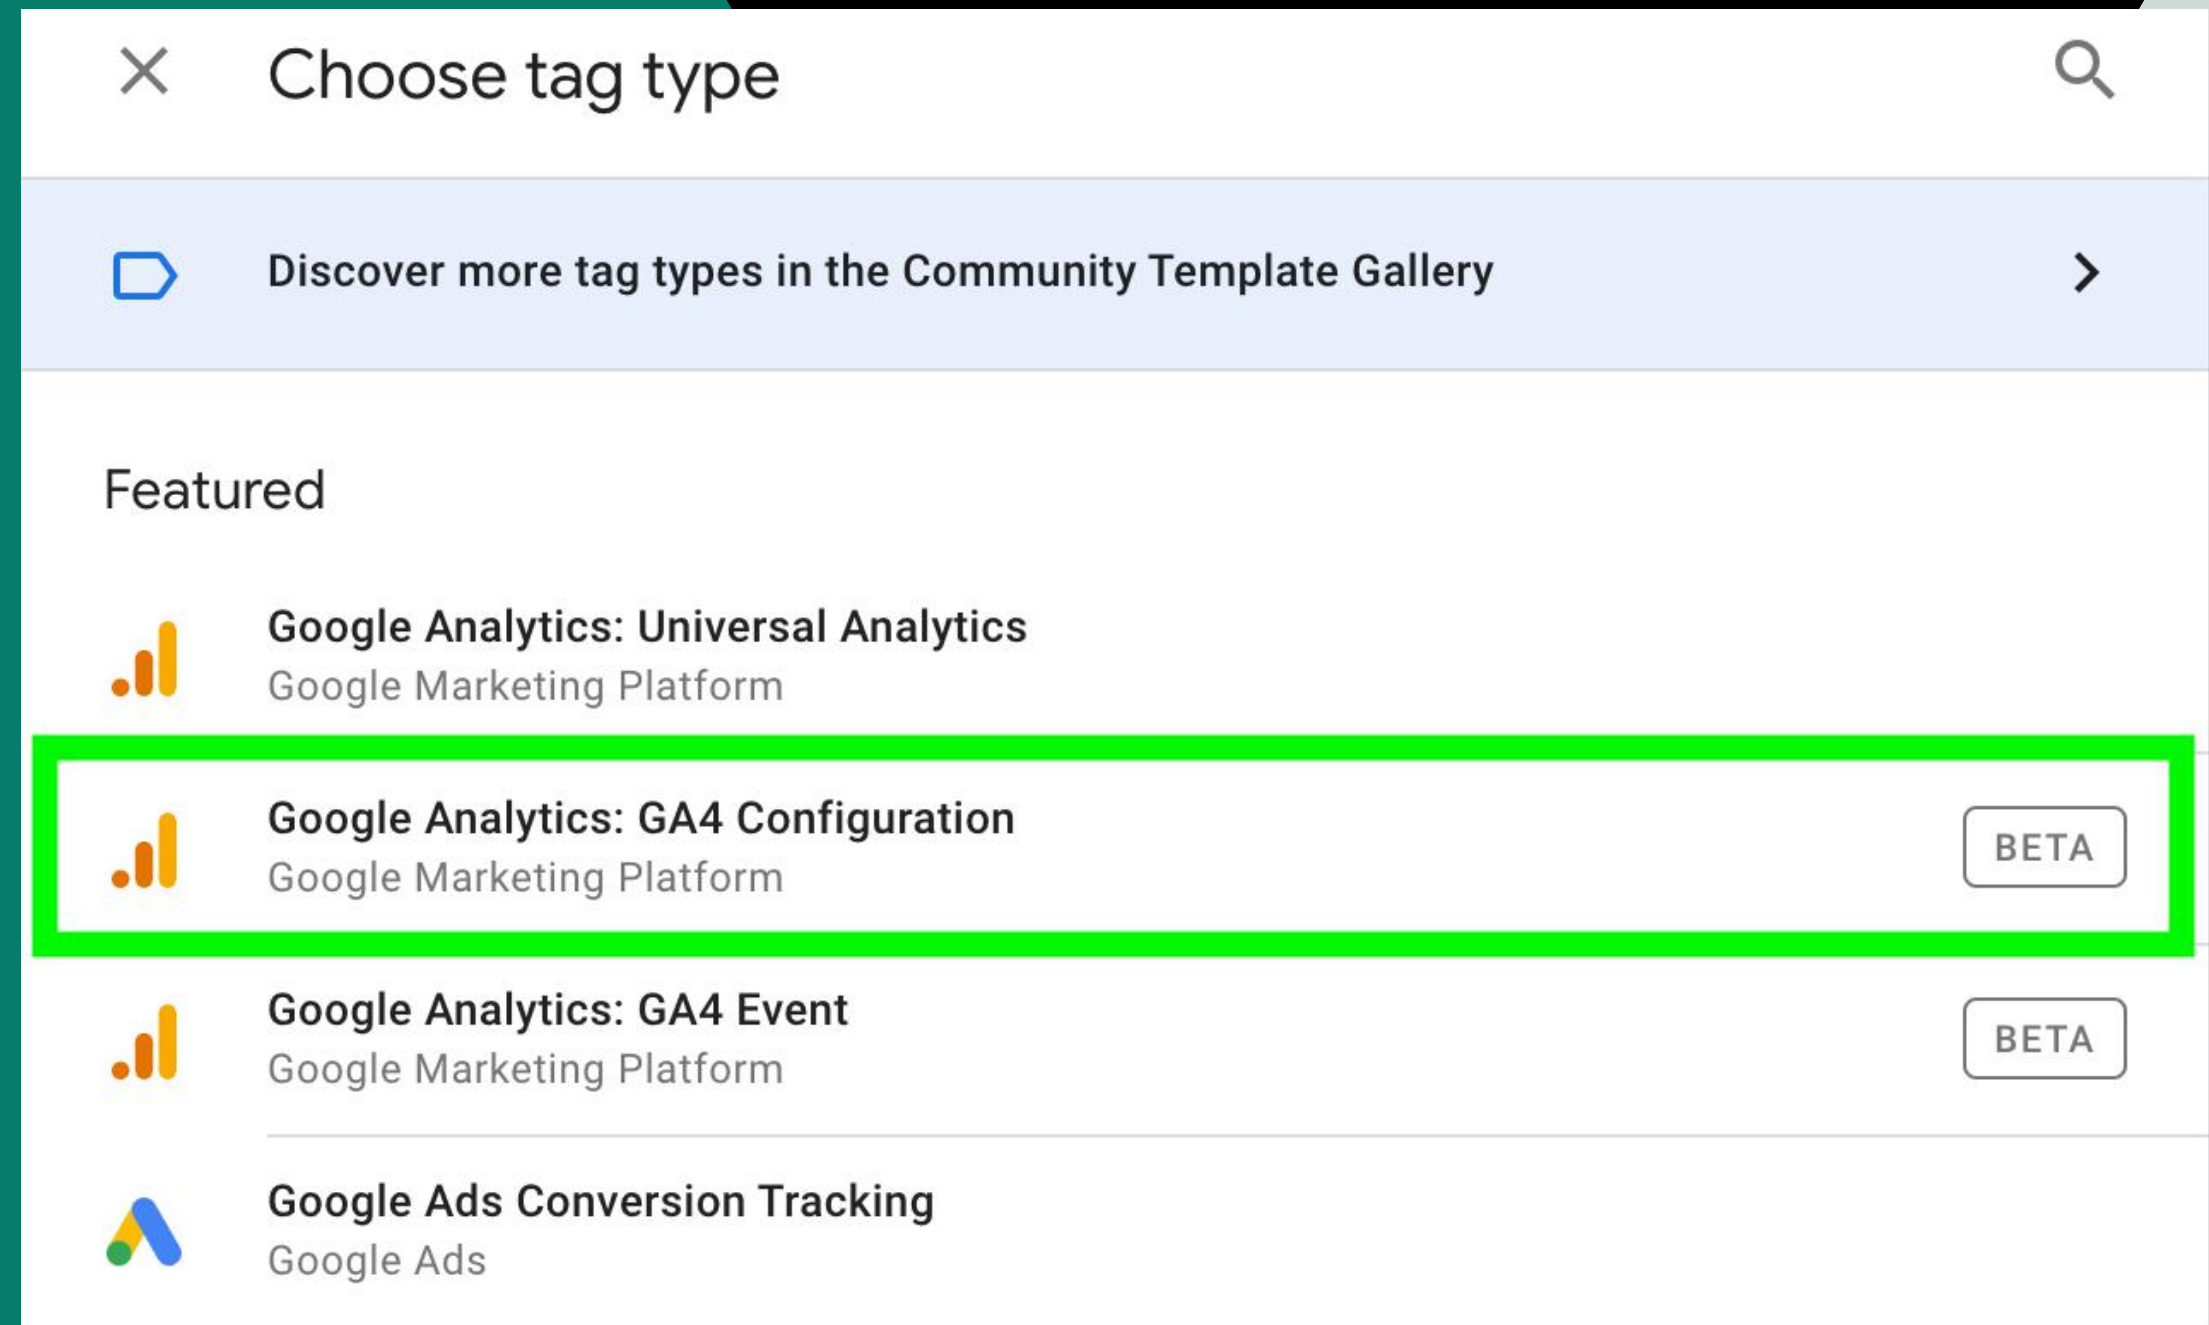 Choose tag type
Discover more tag types in the Community Template Gallery
Featured
Google Analytics: Universal Analytics
Google Marketing Platform
Google Analytics: GA4 Configuration
Google Marketing Platform
BETA
Google Analytics: GA4 Event
Google Marketing Platform
BETA
Google Ads Conversion Tracking
Google Ads